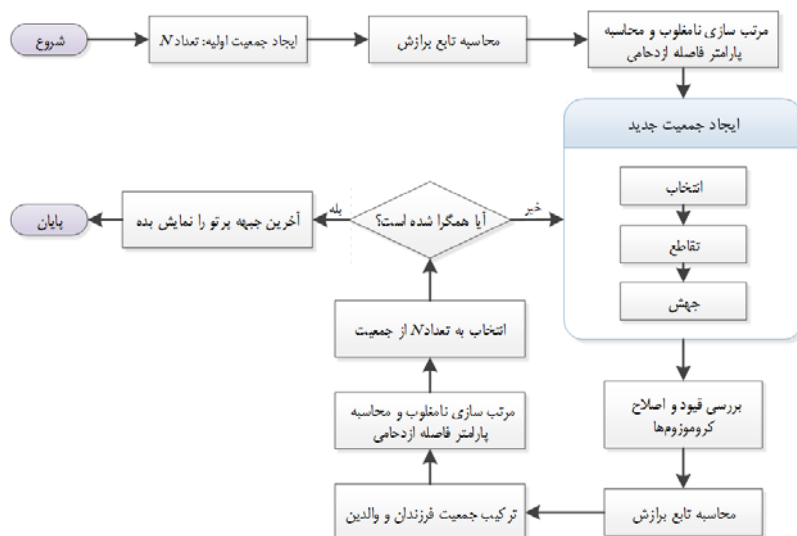 شروع
ایجاد جمعیت اولیه: تعداد N
محاسبه تابع برازش
مرتب سازی نامغلوب و محاسبه
پارامتر فاصله ازدحامی
ایجاد جمعیت جدید
انتخاب
تقاطع
جهش
بررسی قیود و اصلاح
کروموزوم‌ها
محاسبه تابع برازش
ترکیب جمعیت فرزندان و والدین
مرتب سازی نامغلوب و محاسبه
پارامتر فاصله ازدحامی
انتخاب به تعداد N از جمعیت
آیا همگرا شده است؟
خیر
بله
آخرین جبهه پرتو را نمایش بده
پایان